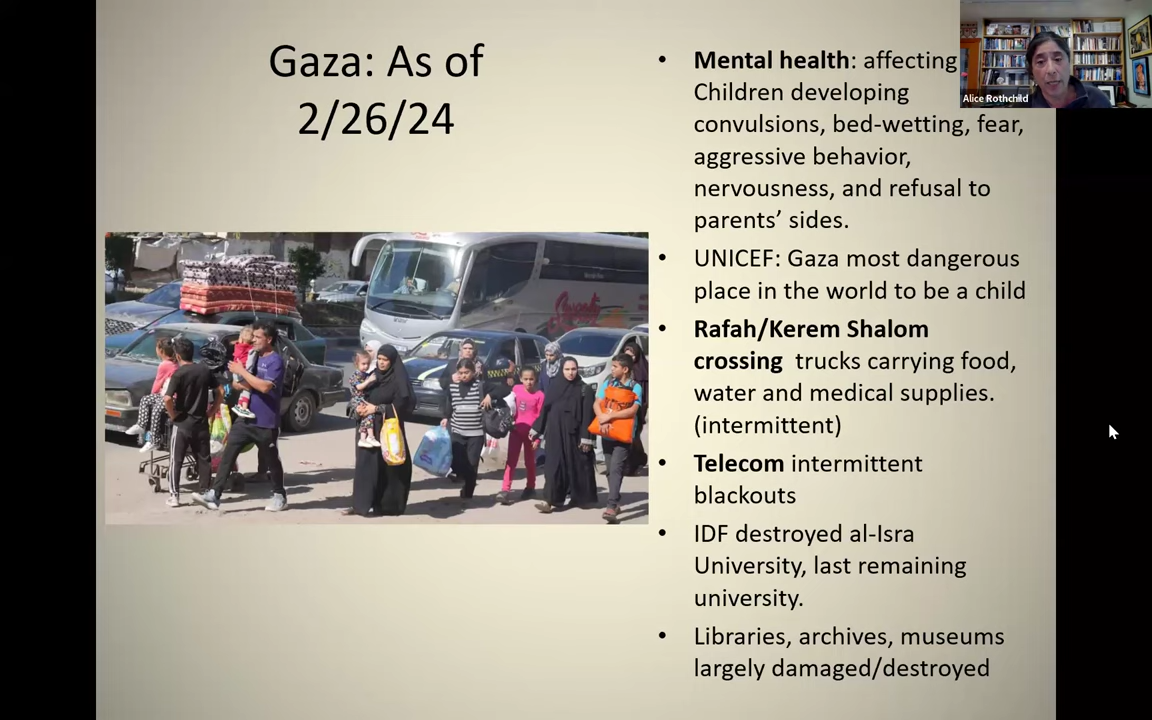 Gaza: As of
2/26/24
• Mental health: affecting
Children developing
convulsions, bed-wetting, fear,
aggressive behavior,
nervousness, and refusal to
parents’ sides.
• UNICEF: Gaza most dangerous
place in the world to be a child
• Rafah/Kerem Shalom
crossing trucks carrying food,
water and medical supplies.
(intermittent)
• Telecom intermittent
blackouts
• IDF destroyed al-Isra
University, last remaining
university.
• Libraries, archives, museums
largely damaged/destroyed
Alice Rothchild